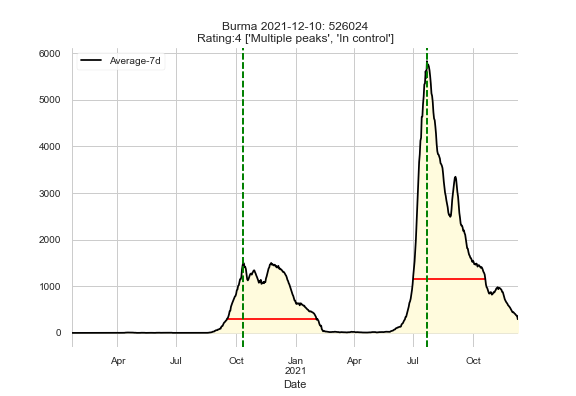 Burma 2021-12-10: 526024
Rating:4 ['Multiple peaks', 'In control']
Average-7d
6000
5000
4000
3000
2000
1000
0
Apr Jul Oct Jan Apr Jul Oct
2021
Date